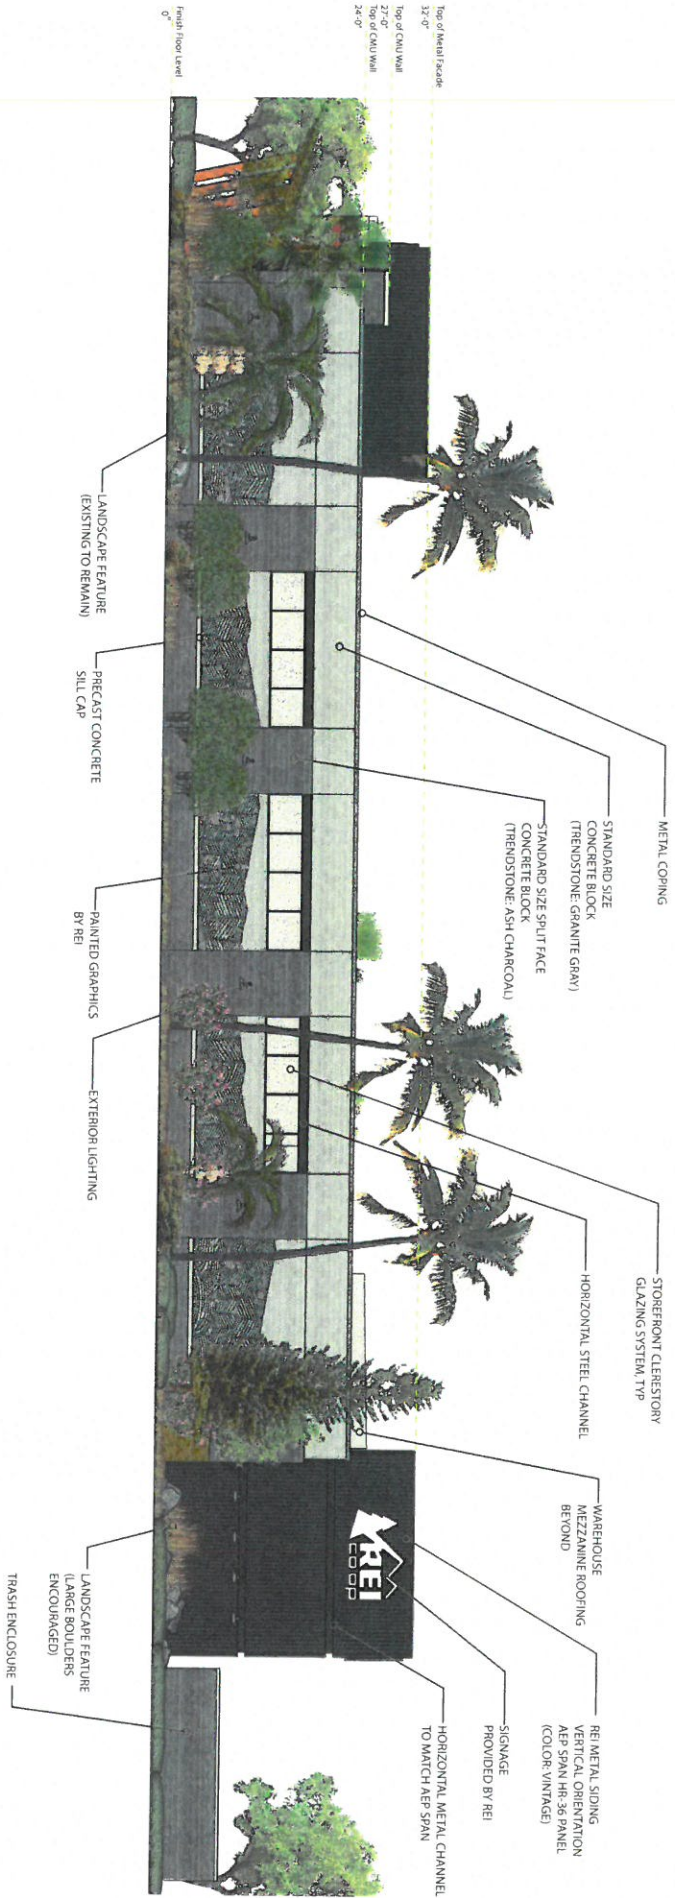 Top of Metal Facade
32'-0"
Top of CMU Wall
27'-0"
Top of CMU Wall
24'-0"
Finish Floor Level
0"
METAL COPING
STANDARD SIZE
CONCRETE BLOCK
(TRENDSTONE: GRANITE GRAY)
STANDARD SIZE SPLIT FACE
CONCRETE BLOCK
(TRENDSTONE: ASH CHARCOAL)
STOREFRONT CLERESTORY
GLAZING SYSTEM, TYP
HORIZONTAL STEEL CHANNEL
WAREHOUSE
MEZZANINE ROOFING
BEYOND
REI METAL SIDING
VERTICAL ORIENTATION
AEP SPAN HR-36 PANEL
(COLOR: VINTAGE)
SIGNAGE
PROVIDED BY REI
HORIZONTAL METAL CHANNEL
TO MATCH AEP SPAN
REI
co·op
LANDSCAPE FEATURE
(EXISTING TO REMAIN)
PRECAST CONCRETE
SILL CAP
PAINTED GRAPHICS
BY REI
EXTERIOR LIGHTING
LANDSCAPE FEATURE
(LARGE BOULDERS
ENCOURAGED)
TRASH ENCLOSURE